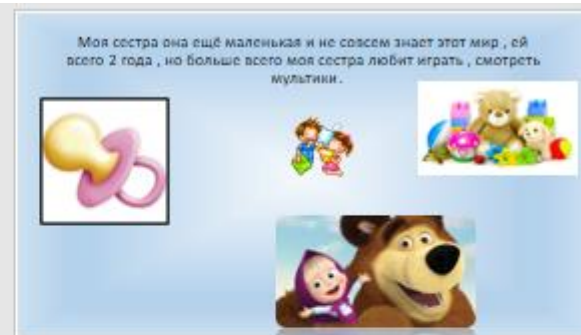 Моя сестра она ещё маленькая и не совсем знает этот мир , ей
всего 2 года , но больше всего моя сестра любит играть , смотреть
мультики.